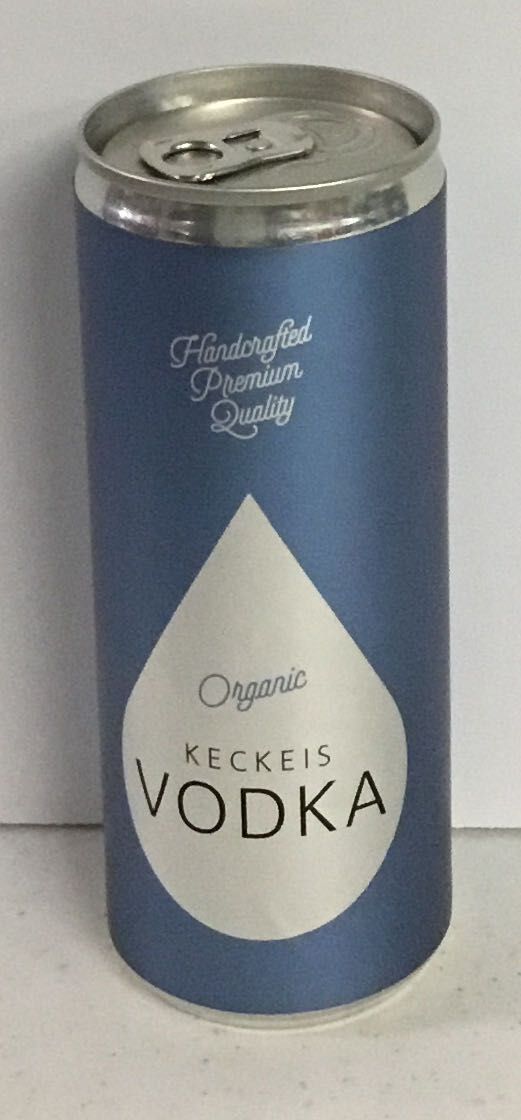 Handcrafted
Premium
Quality
Organic
KECKEIS
VODKA